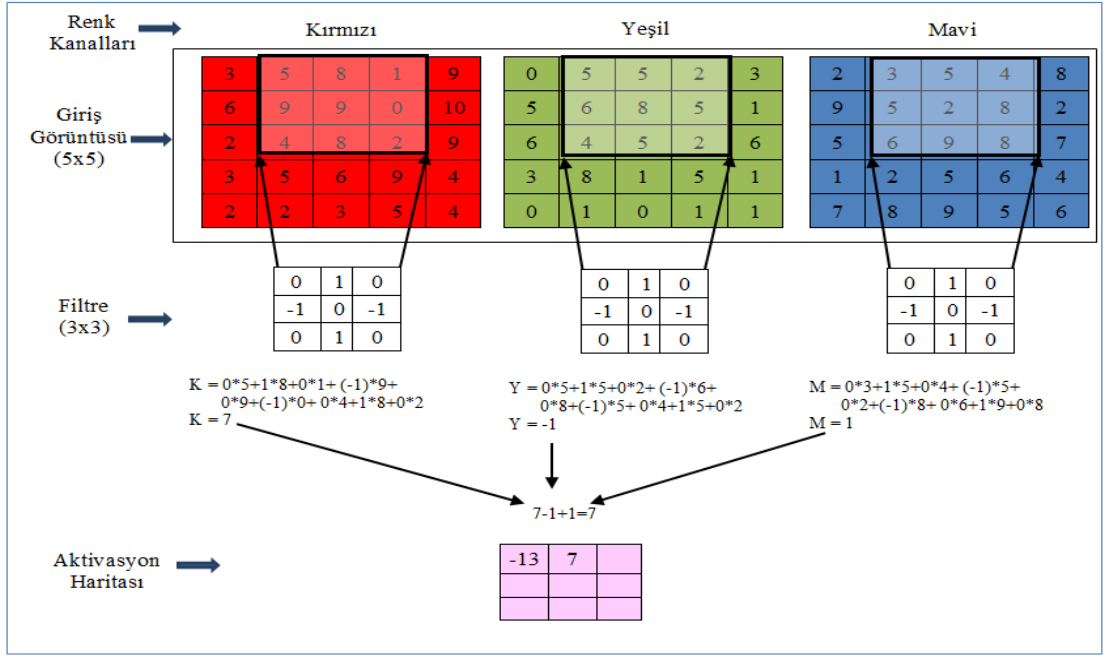 Renk
Kanalları
Kırmızı
Yeşil
Mavi
Giriş
Görüntüsü
(5x5)
3 5 8 1 9
6 9 9 0 10
2 4 8 2 9
3 5 6 9 4
2 2 3 5 4
0 5 5 2 3
5 6 8 5 1
6 4 5 2 6
3 8 1 5 1
0 1 0 1 1
2 3 5 4 8
9 5 2 8 2
5 6 9 8 7
1 2 5 6 4
7 8 9 5 6
Filtre
(3x3)
0 1 0
-1 0 -1
0 1 0
0 1 0
-1 0 -1
0 1 0
0 1 0
-1 0 -1
0 1 0
K = 0*5+1*8+0*1+ (-1)*9+
0*9+(-1)*0+ 0*4+1*8+0*2
K = 7
Y = 0*5+1*5+0*2+ (-1)*6+
0*8+(-1)*5+ 0*4+1*5+0*2
Y = -1
M = 0*3+1*5+0*4+ (-1)*5+
0*2+(-1)*8+ 0*6+1*9+0*8
M = 1
7-1+1=7
Aktivasyon
Haritası
-13 7